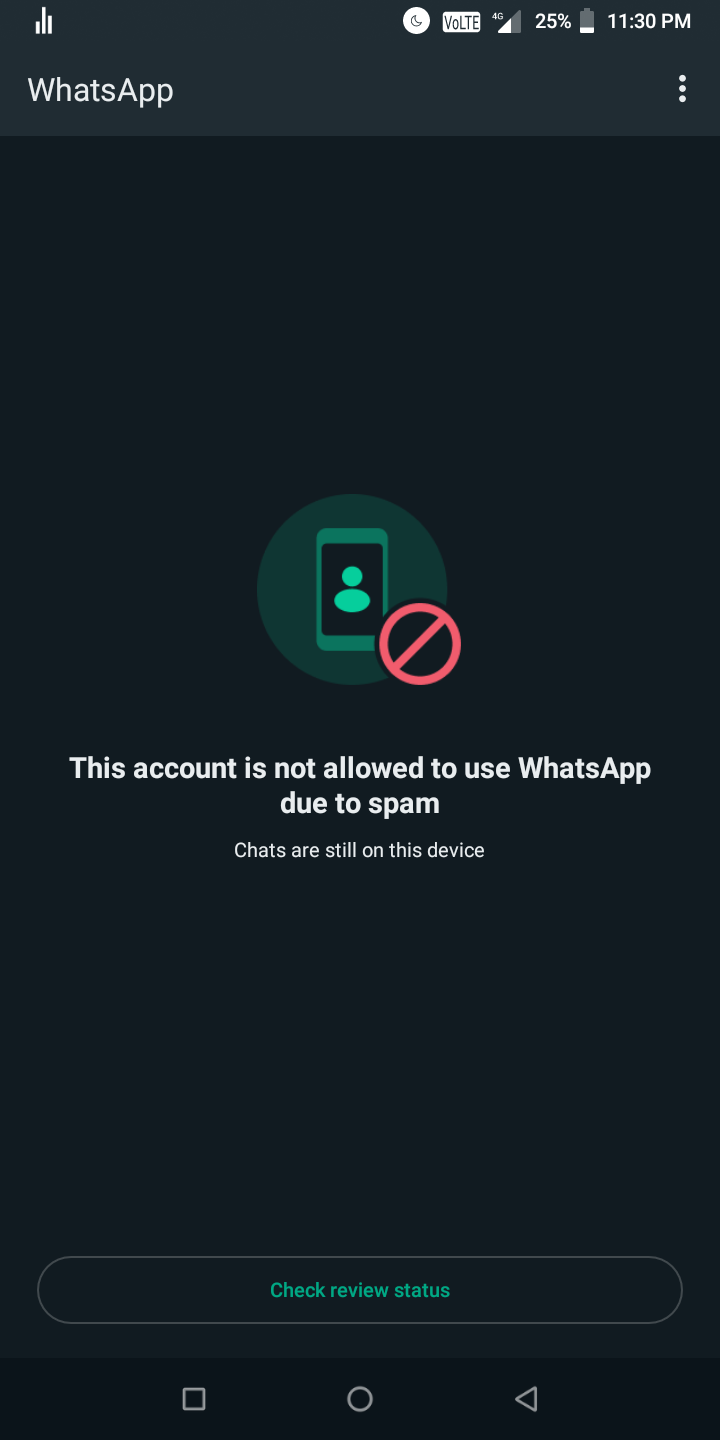 VoLTE 4G 25% 11:30 PM
WhatsApp
This account is not allowed to use WhatsApp
due to spam
Chats are still on this device
Check review status